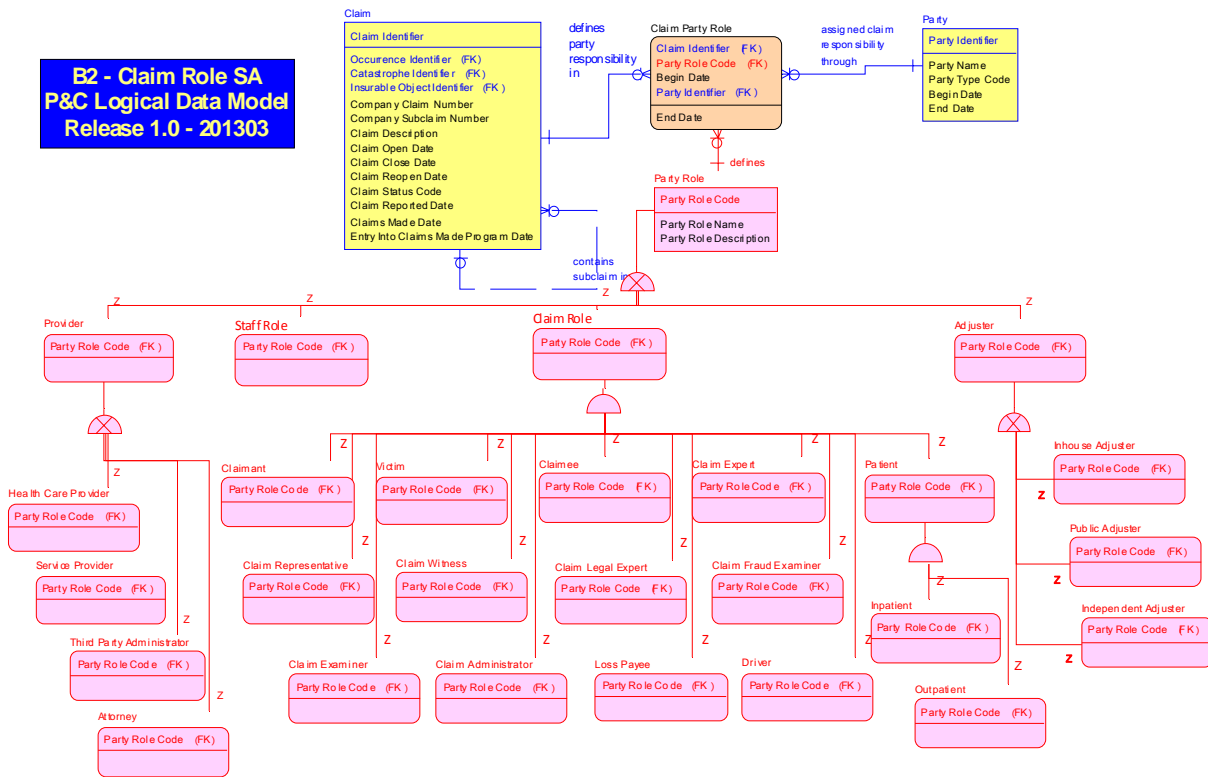 B2 - Claim Role SA
P&C Logical Data Model
Release 1.0 - 201303
Claim
Claim Identifier
Occurrence Identifier (FK)
Catastrophe Identifier (FK)
Insurable Object Identifier (FK)
Company Claim Number
Company Subclaim Number
Claim Description
Claim Open Date
Claim Close Date
Claim Reopen Date
Claim Status Code
Claim Reported Date
Claims Made Date
Entry Into Claims Made Program Date
defines
party
responsibility
in
Claim Party Role
Claim Identifier (FK)
Party Role Code (FK)
Begin Date
Party Identifier (FK)
End Date
assigned claim
responsibility
through
Party
Party Identifier
Party Name
Party Type Code
Begin Date
End Date
defines
contains
subclaim in
Party Role
Party Role Code
Party Role Name
Party Role Description
Z
Z
Z
Z
Provider
Party Role Code (FK)
Staff Role
Party Role Code (FK)
Claim Role
Party Role Code (FK)
Adjuster
Party Role Code (FK)
Z
Z
Z
Z
Health Care Provider
Party Role Code (FK)
Service Provider
Party Role Code (FK)
Third Party Administrator
Party Role Code (FK)
Attorney
Party Role Code (FK)
Z
Z
Z
Z
Z
Claimant
Party Role Code (FK)
Victim
Party Role Code (FK)
Claimee
Party Role Code (FK)
Claim Expert
Party Role Code (FK)
Patient
Party Role Code (FK)
Z
Z
Z
Z
Claim Representative
Party Role Code (FK)
Claim Witness
Party Role Code (FK)
Claim Legal Expert
Party Role Code (FK)
Claim Fraud Examiner
Party Role Code (FK)
Z
Z
Z
Z
Claim Examiner
Party Role Code (FK)
Claim Administrator
Party Role Code (FK)
Loss Payee
Party Role Code (FK)
Driver
Party Role Code (FK)
Z
Z
Inpatient
Party Role Code (FK)
Outpatient
Party Role Code (FK)
z
z
z
Inhouse Adjuster
Party Role Code (FK)
Public Adjuster
Party Role Code (FK)
Independent Adjuster
Party Role Code (FK)